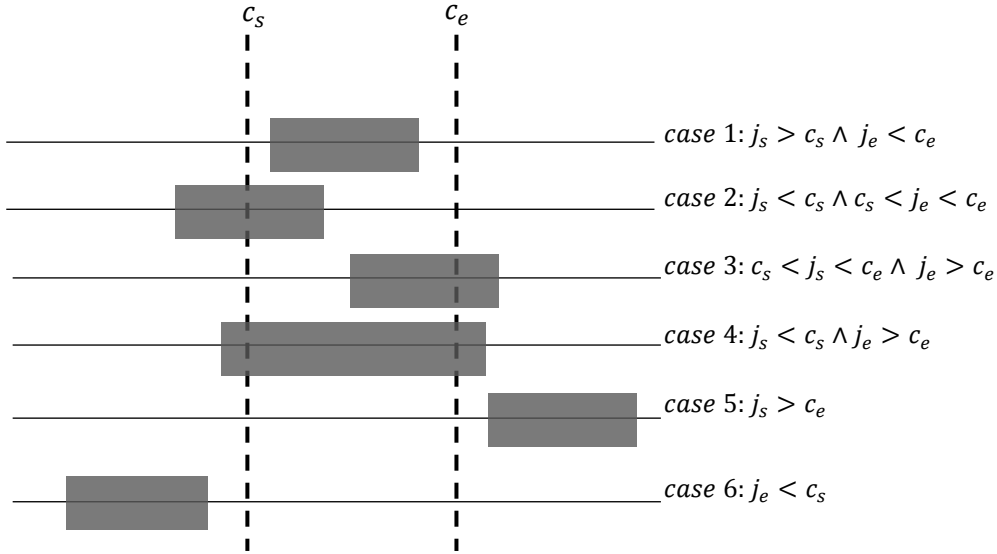 c_s c_e
case 1: j_s > c_s ∧ j_e < c_e
case 2: j_s < c_s ∧ c_s < j_e < c_e
case 3: c_s < j_s < c_e ∧ j_e > c_e
case 4: j_s < c_s ∧ j_e > c_e
case 5: j_s > c_e
case 6: j_e < c_s